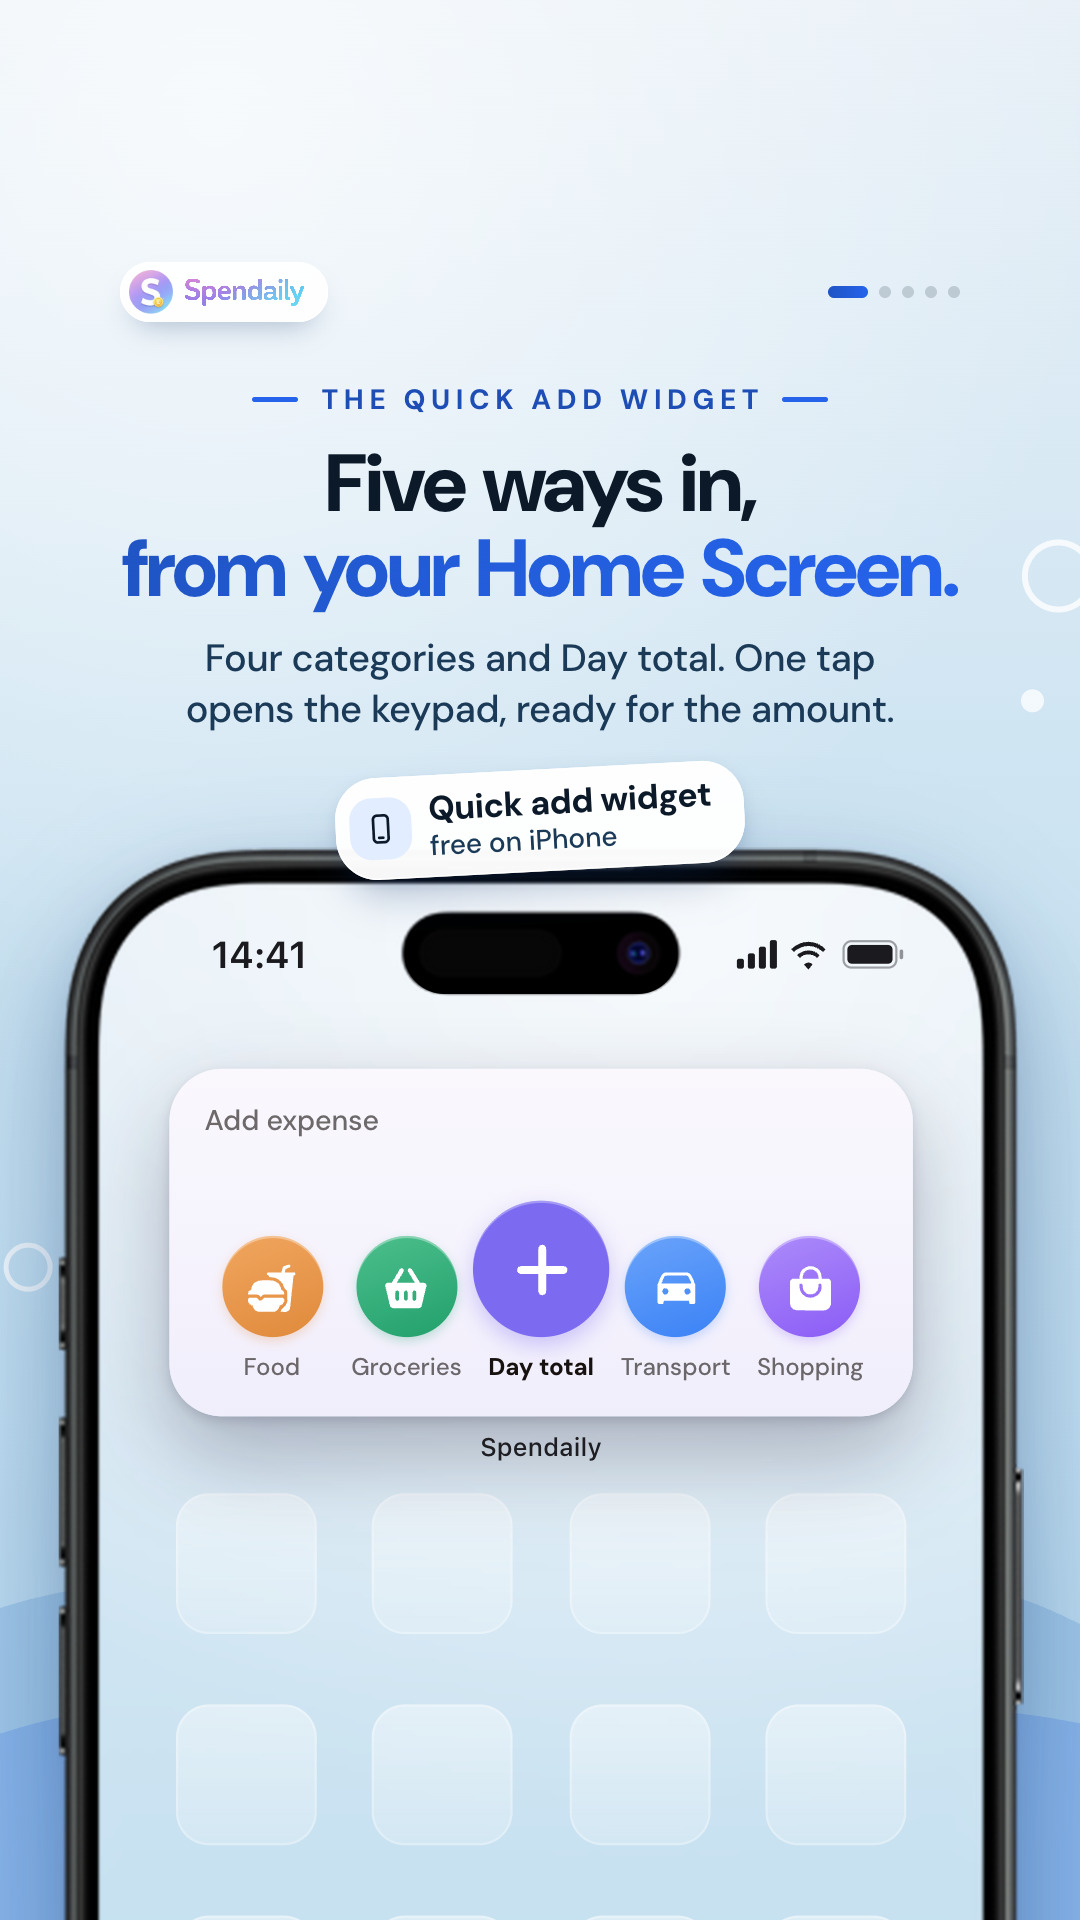 Spendaily
THE QUICK ADD WIDGET
Five ways in,
from your Home Screen.
Four categories and Day total. One tap
opens the keypad, ready for the amount.
Quick add widget
free on iPhone
14:41
Add expense
Food
Groceries
Day total
Transport
Shopping
Spendaily